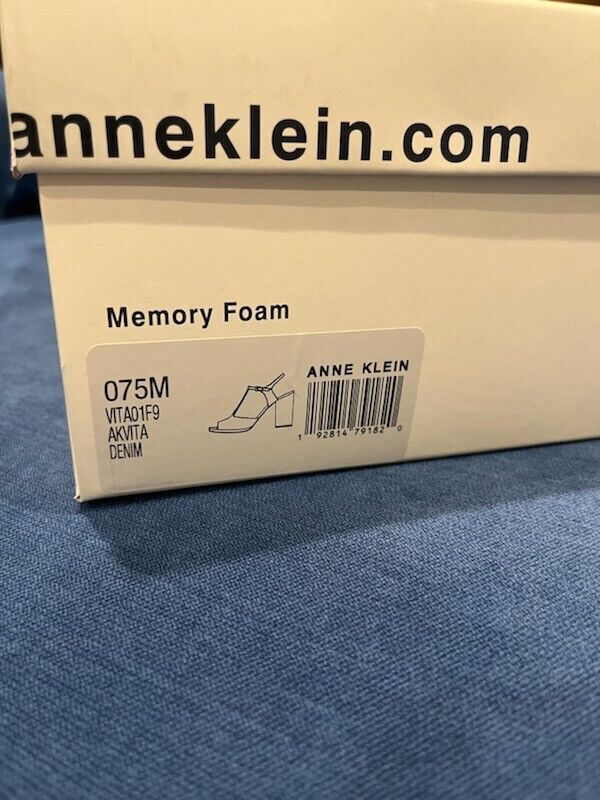 anneklein.com
Memory Foam
075M
VITA01F9
AKVITA
DENIM
ANNE KLEIN
1 92814 79182 0